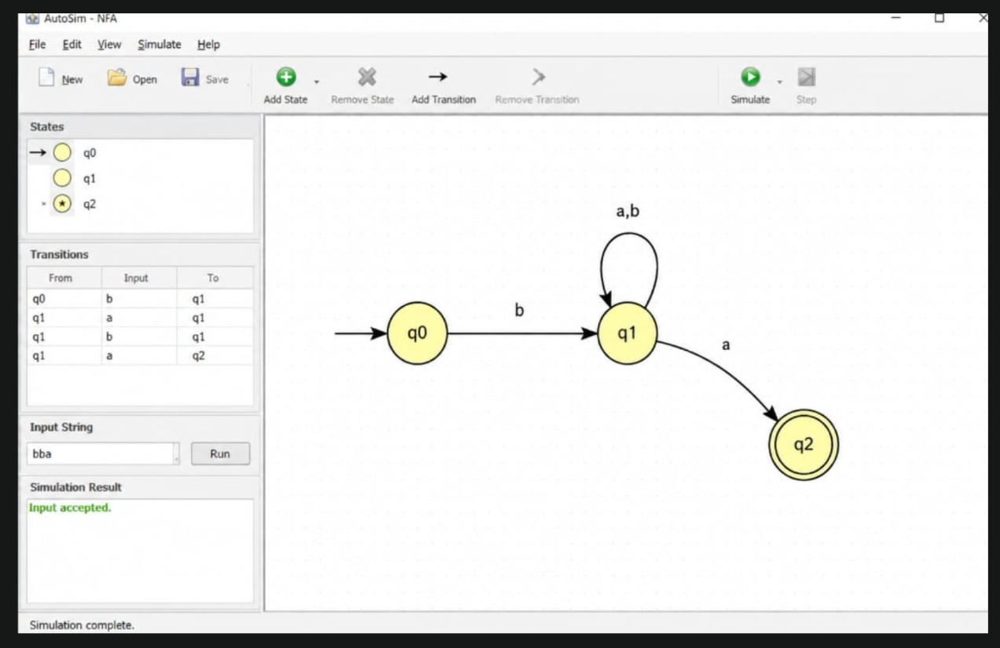 AutoSim - NFA
File Edit View Simulate Help
New Open Save Add State Remove State Add Transition Remove Transition Simulate Step
States
q0
q1
q2
Transitions
From Input To
q0 b q1
q1 a q1
q1 b q1
q1 a q2
Input String
bba Run
Simulation Result
Input accepted.
a,b
b
q0
q1
a
q2
Simulation complete.